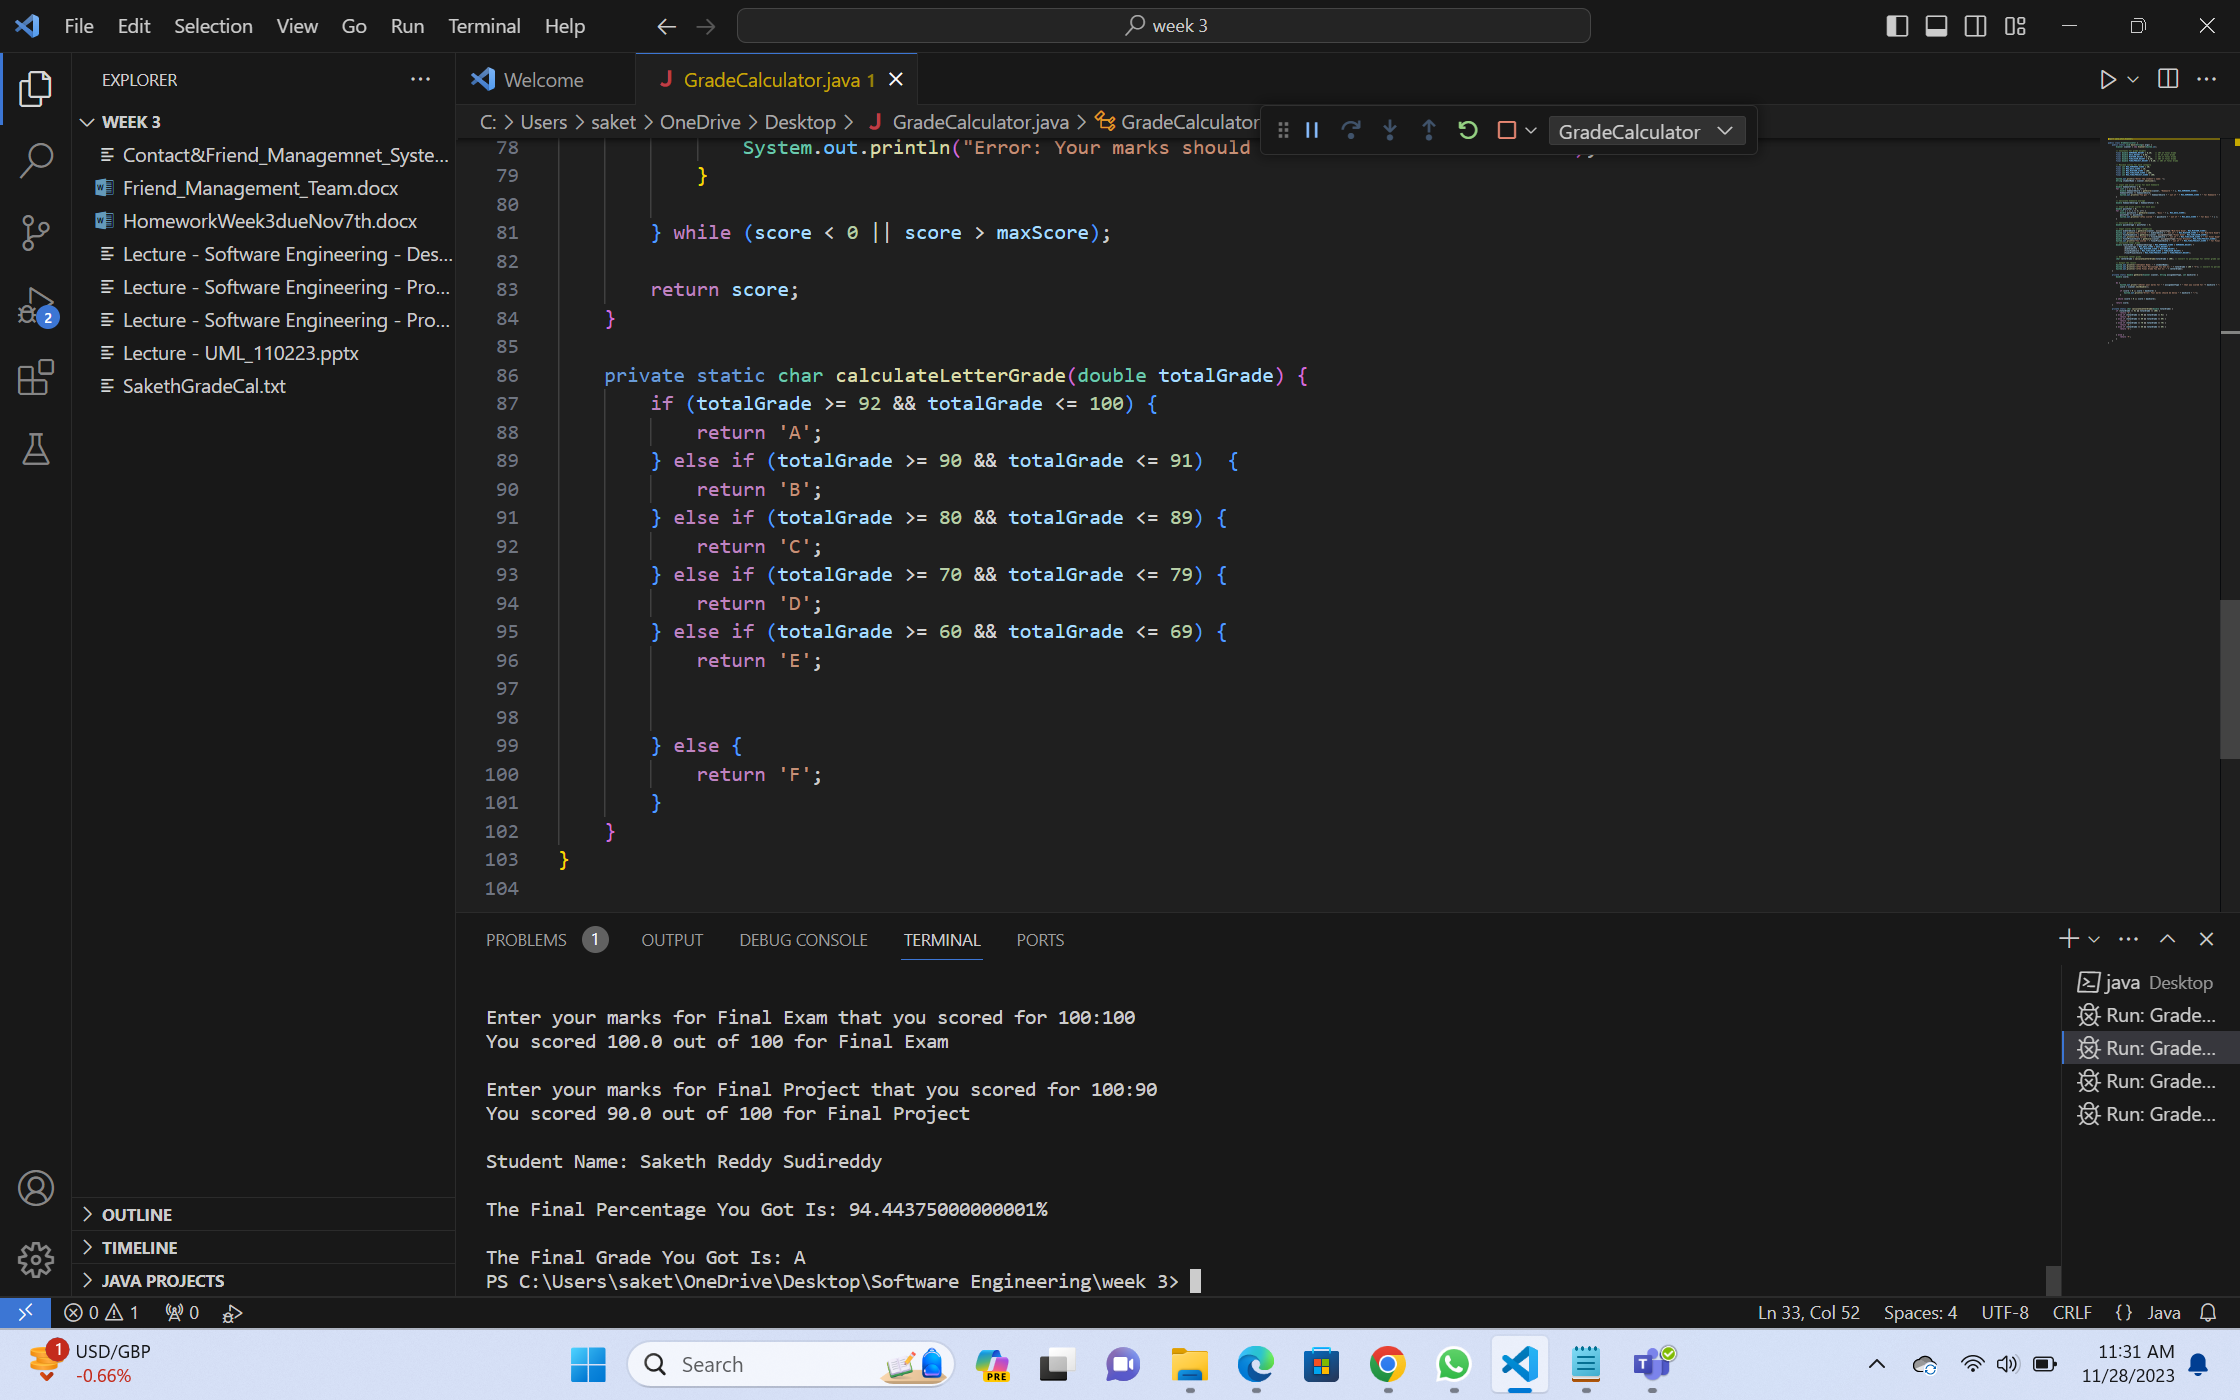 File Edit Selection View Go Run Terminal Help
week 3
EXPLORER
WEEK 3
Contact&Friend_Managemnet_Syste...
Friend_Management_Team.docx
HomeworkWeek3dueNov7th.docx
Lecture - Software Engineering - Des...
Lecture - Software Engineering - Pro...
Lecture - Software Engineering - Pro...
Lecture - UML_110223.pptx
SakethGradeCal.txt
2
OUTLINE
TIMELINE
JAVA PROJECTS
Welcome
GradeCalculator.java 1
C: > Users > saket > OneDrive > Desktop > GradeCalculator.java > GradeCalculator
GradeCalculator
78 System.out.println("Error: Your marks should
79 }
80
81 } while (score < 0 || score > maxScore);
82
83 return score;
84 }
85
86 private static char calculateLetterGrade(double totalGrade) {
87 if (totalGrade >= 92 && totalGrade <= 100) {
88 return 'A';
89 } else if (totalGrade >= 90 && totalGrade <= 91)  {
90 return 'B';
91 } else if (totalGrade >= 80 && totalGrade <= 89) {
92 return 'C';
93 } else if (totalGrade >= 70 && totalGrade <= 79) {
94 return 'D';
95 } else if (totalGrade >= 60 && totalGrade <= 69) {
96 return 'E';
97
98
99 } else {
100 return 'F';
101 }
102 }
103 }
104
PROBLEMS 1 OUTPUT DEBUG CONSOLE TERMINAL PORTS
Enter your marks for Final Exam that you scored for 100:100
You scored 100.0 out of 100 for Final Exam
Enter your marks for Final Project that you scored for 100:90
You scored 90.0 out of 100 for Final Project
Student Name: Saketh Reddy Sudireddy
The Final Percentage You Got Is: 94.44375000000001%
The Final Grade You Got Is: A
PS C:\Users\saket\OneDrive\Desktop\Software Engineering\week 3>
java Desktop
Run: Grade...
Run: Grade...
Run: Grade...
Run: Grade...
0 1 0
Ln 33, Col 52 Spaces: 4 UTF-8 CRLF {} Java
1 USD/GBP
-0.66%
Search
PRE
11:31 AM
11/28/2023